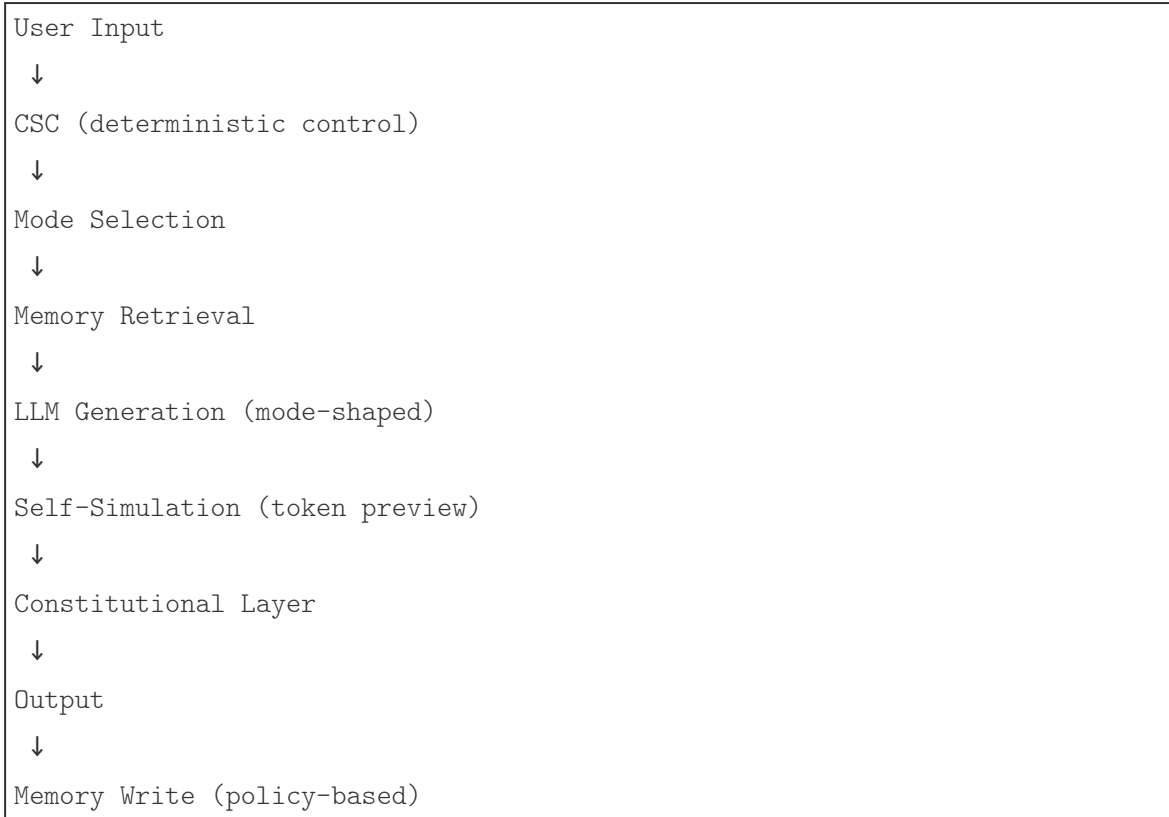 User Input
↓
CSC (deterministic control)
↓
Mode Selection
↓
Memory Retrieval
↓
LLM Generation (mode-shaped)
↓
Self-Simulation (token preview)
↓
Constitutional Layer
↓
Output
↓
Memory Write (policy-based)